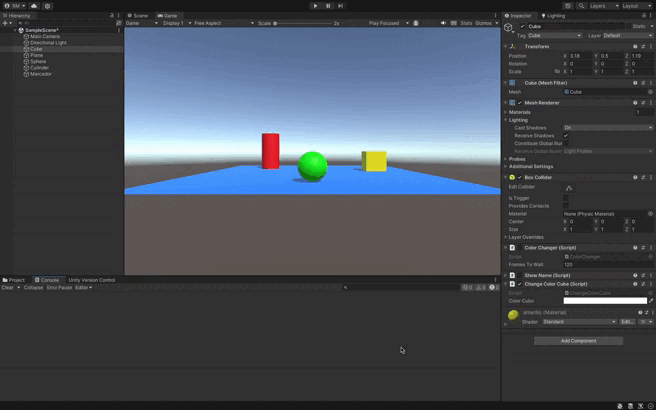 Hierarchy
All
SampleScene*
Main Camera
Directional Light
Cube
Plane
Sphere
Cylinder
Marcador
Scene
Game
Game
Display 1
Free Aspect
Scale
2x
Play Focused
Stats
Gizmos
Project
Console
Unity Version Control
Clear
Collapse
Error Pause
Editor
0
0
0
Layers
Layout
Inspector
Lighting
Cube
Static
Tag Cube
Layer Default
Transform
Position X 3.18 Y 0.5 Z 1.19
Rotation X 0 Y 0 Z 0
Scale X 1 Y 1 Z 1
Cube (Mesh Filter)
Mesh Cube
Mesh Renderer
Materials 1
Lighting
Cast Shadows On
Receive Shadows
Contribute Global Illum
Receive Global Illumi Light Probes
Probes
Additional Settings
Box Collider
Edit Collider
Is Trigger
Provides Contacts
Material None (Physic Material)
Center X 0 Y 0 Z 0
Size X 1 Y 1 Z 1
Layer Overrides
Color Changer (Script)
Script ColorChanger
Frames To Wait 120
Show Name (Script)
Change Color Cube (Script)
Script ChangeColorCube
Color Cube
amarillo (Material)
Shader Standard Edit...
Add Component